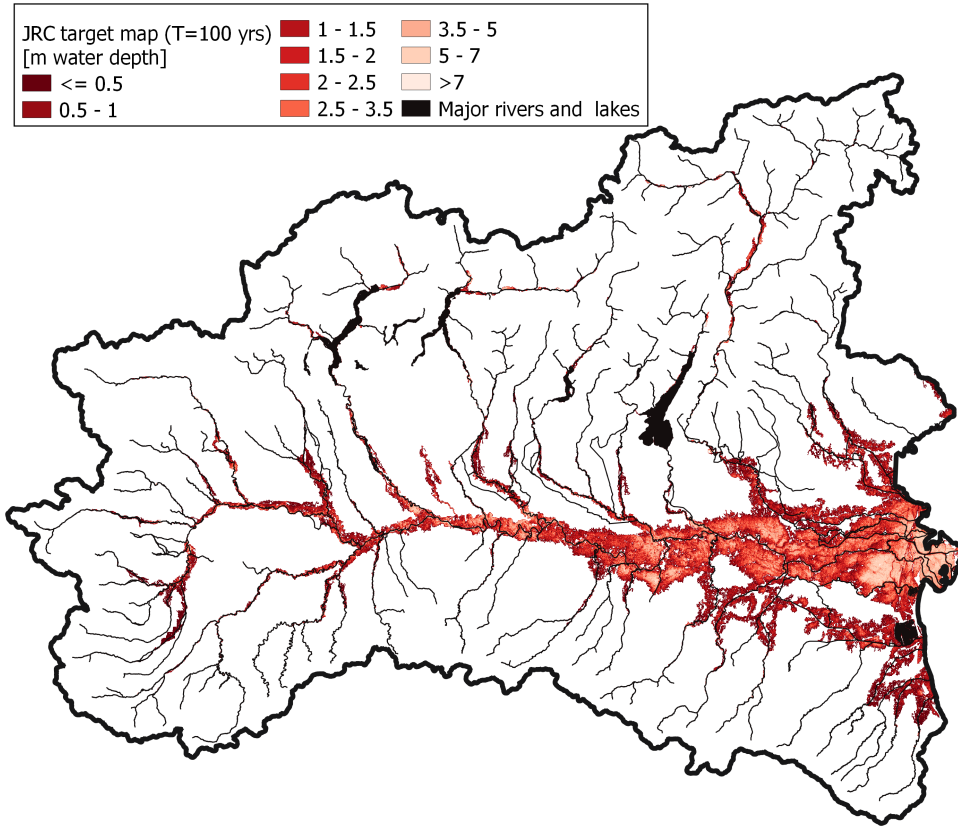 JRC target map (T=100 yrs)
[m water depth]
<= 0.5
0.5 - 1
1 - 1.5
1.5 - 2
2 - 2.5
2.5 - 3.5
3.5 - 5
5 - 7
>7
Major rivers and lakes